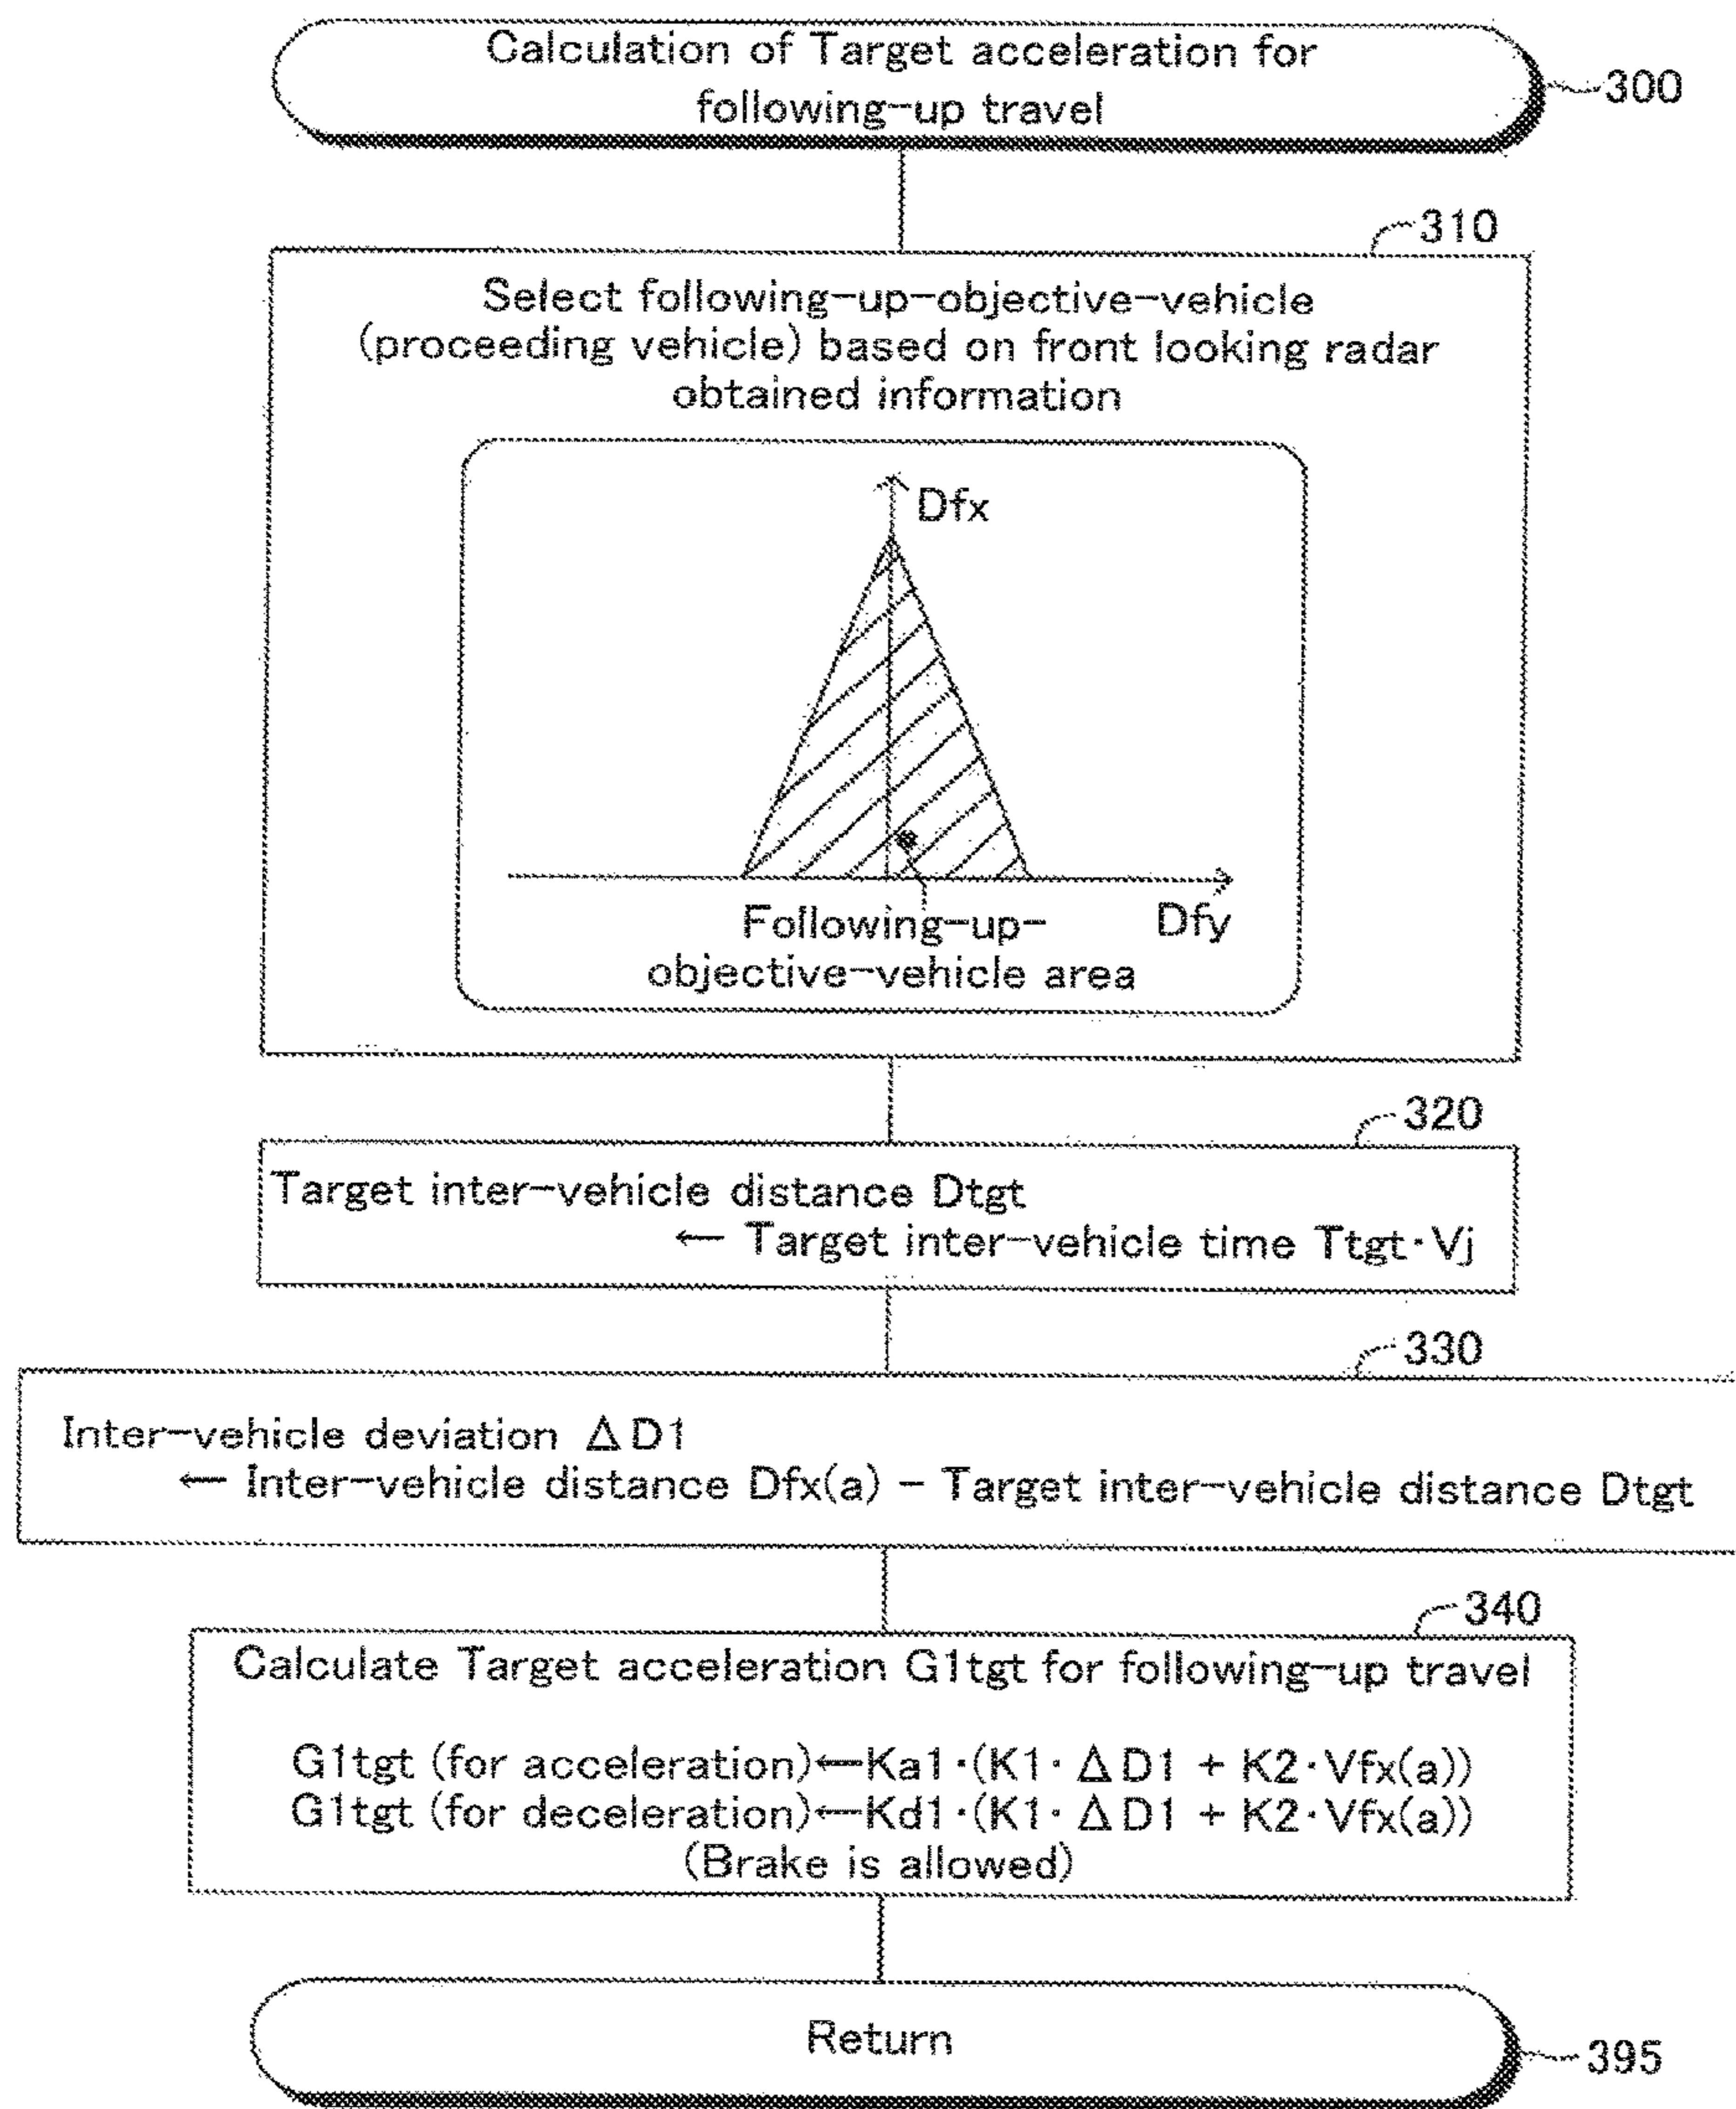 Calculation of Target acceleration for
following-up travel
300
310
Select following-up-objective-vehicle
(proceeding vehicle) based on front looking radar
obtained information
Dfx
Following-up-
objective-vehicle area
Dfy
320
Target inter-vehicle distance Dtgt
← Target inter-vehicle time Ttgt·Vj
330
Inter-vehicle deviation ΔD1
← Inter-vehicle distance Dfx(a) - Target inter-vehicle distance Dtgt
340
Calculate Target acceleration G1tgt for following-up travel
G1tgt (for acceleration)←Ka1·(K1·ΔD1 + K2·Vfx(a))
G1tgt (for deceleration)←Kd1·(K1·ΔD1 + K2·Vfx(a))
(Brake is allowed)
Return
395